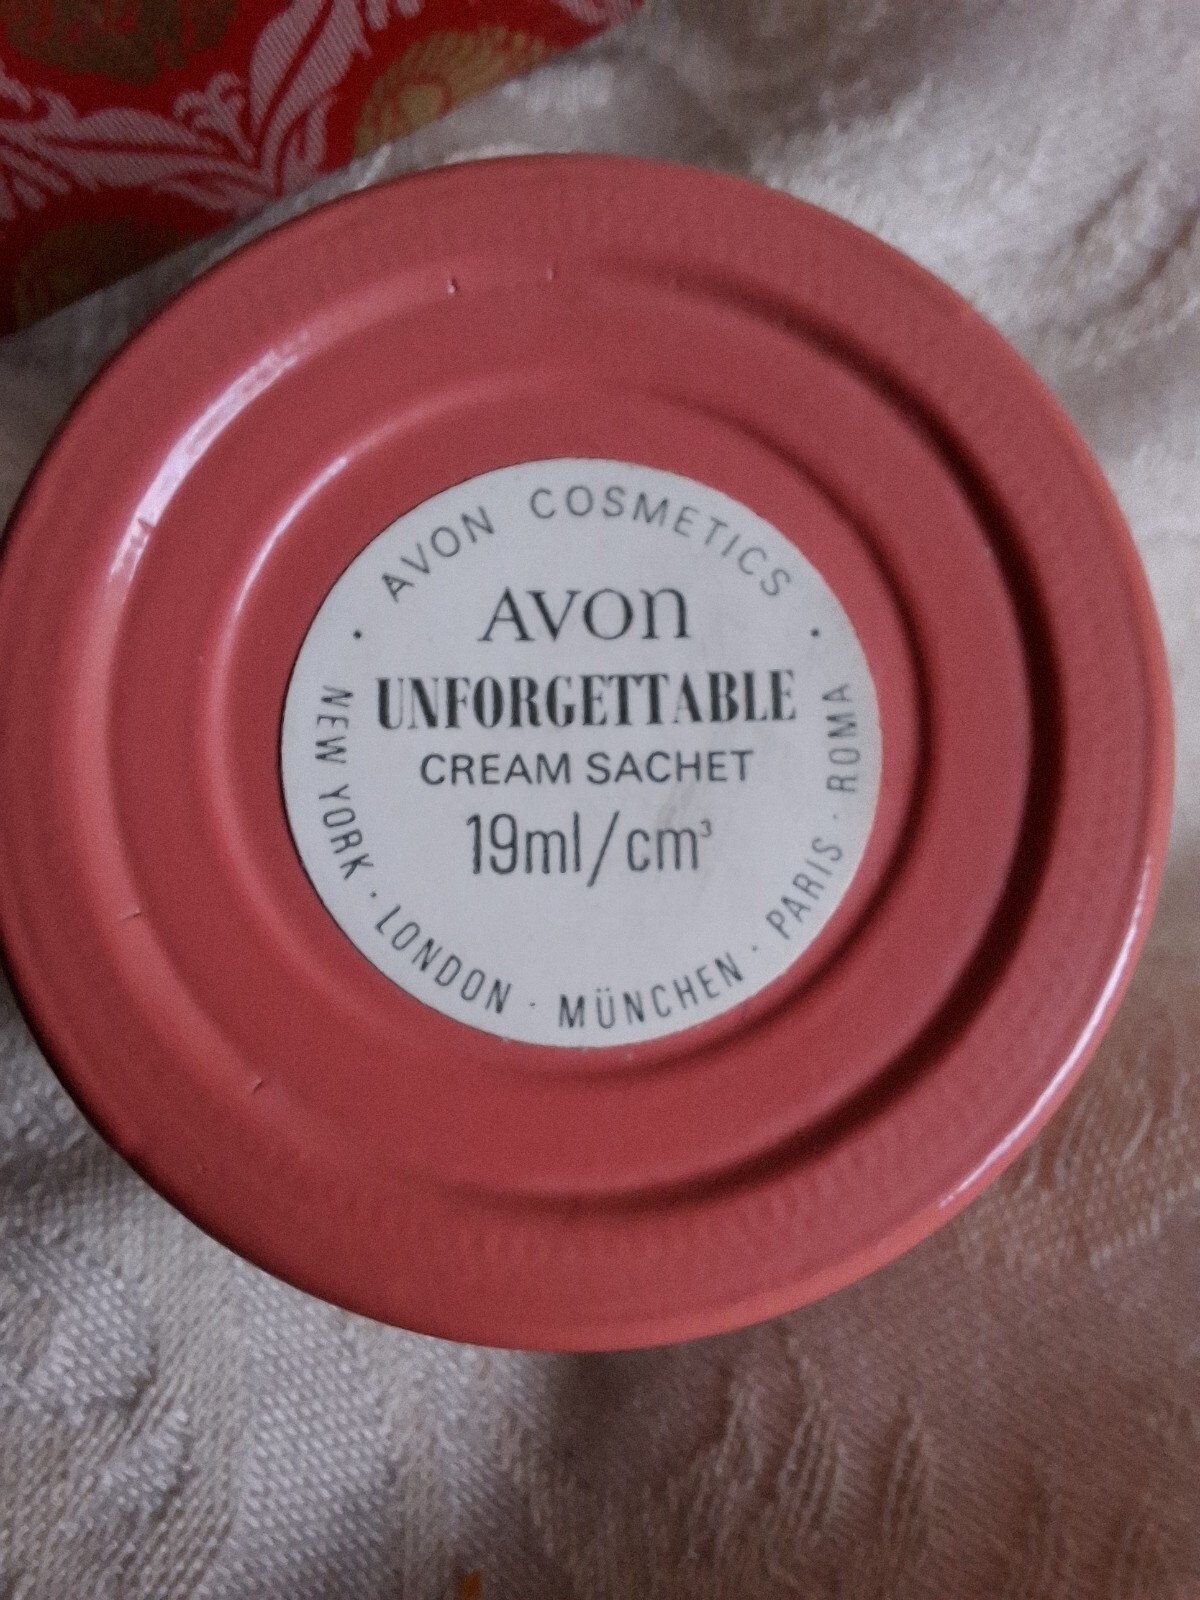 AVON COSMETICS
AVON
UNFORGETTABLE
CREAM SACHET
19ml/cm³
NEW YORK · LONDON · MÜNCHEN · PARIS · ROMA